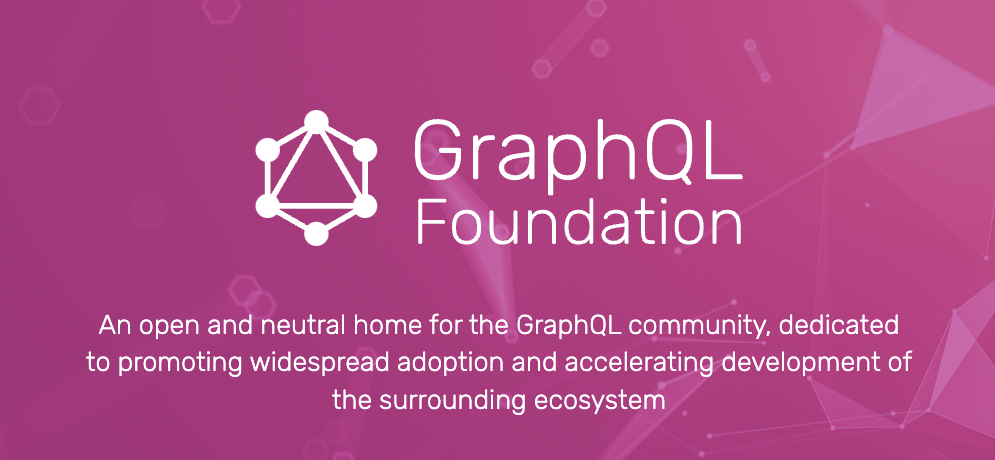 GraphQL
Foundation
An open and neutral home for the GraphQL community, dedicated
to promoting widespread adoption and accelerating development of
the surrounding ecosystem